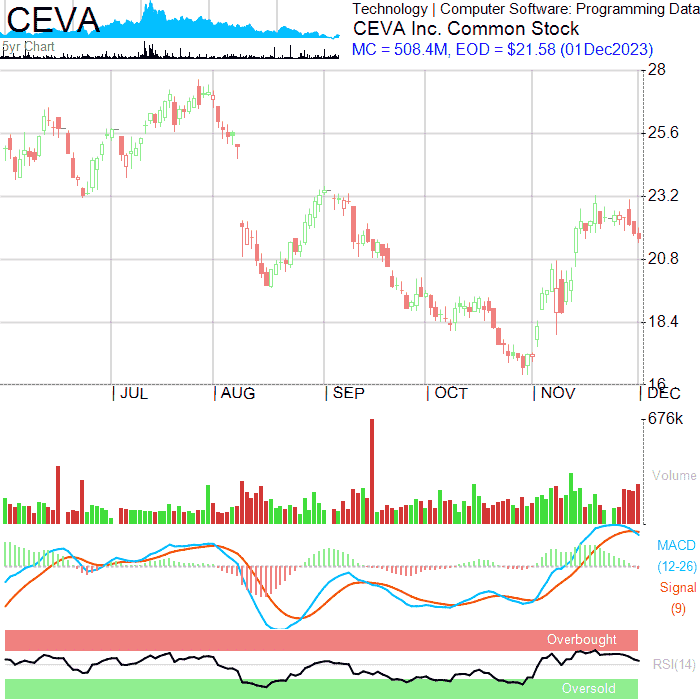 CEVA
5yr Chart
Technology | Computer Software: Programming Data
CEVA Inc. Common Stock
MC = 508.4M, EOD = $21.58 (01Dec2023)
28
25.6
23.2
20.8
18.4
16
JUL AUG SEP OCT NOV DEC
676k
Volume
MACD
(12-26)
Signal
(9)
Overbought
RSI(14)
Oversold